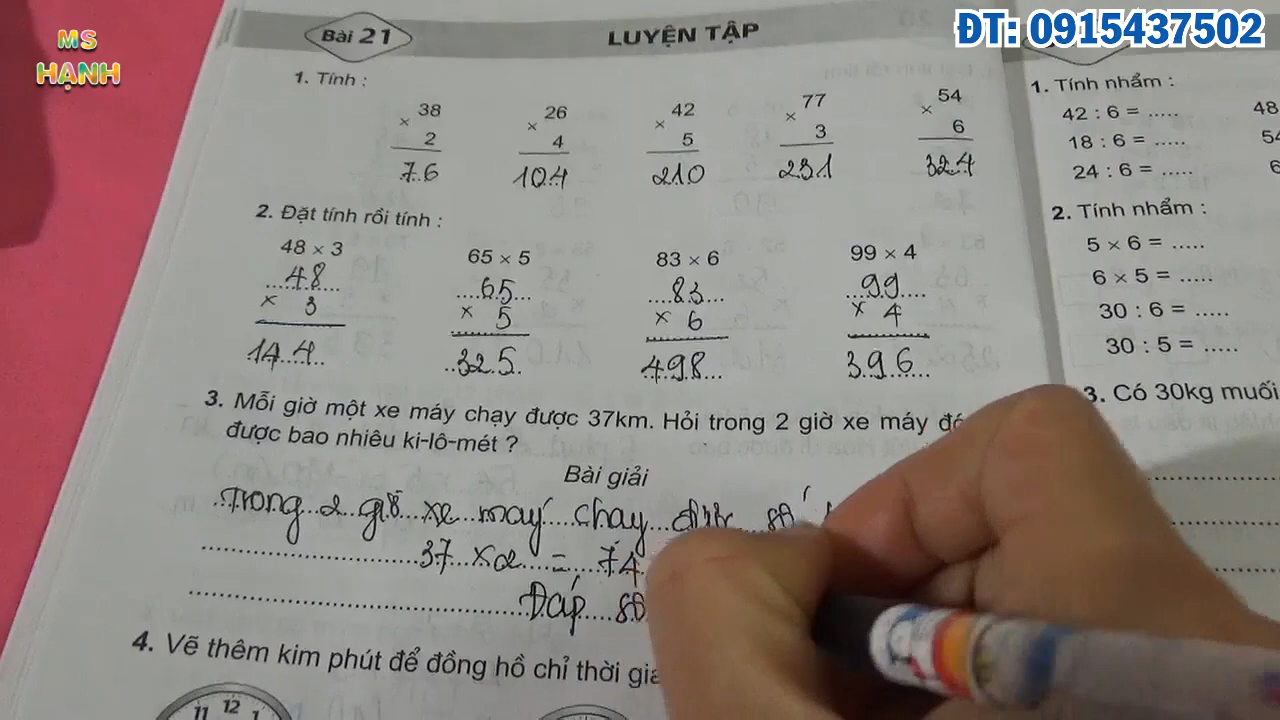 MS
HẠNH
ĐT: 0915437502
Bài 21
LUYỆN TẬP
1. Tính :
× 38
2
76
× 26
4
104
× 42
5
210
× 77
3
231
× 54
6
324
2. Đặt tính rồi tính :
48 × 3
48
× 3
144
65 × 5
65
× 5
325
83 × 6
83
× 6
498
99 × 4
99
× 4
396
3. Mỗi giờ một xe máy chạy được 37km. Hỏi trong 2 giờ xe máy
được bao nhiêu ki-lô-mét ?
Bài giải
Trong 2 giờ xe máy chạy được số
37 x 2 = 74
Đáp số
4. Vẽ thêm kim phút để đồng hồ chỉ thời
11 12 1
1. Tính nhẩm :
42 : 6 = ..... 48
18 : 6 = ..... 54
24 : 6 = ..... 6
2. Tính nhẩm :
5 × 6 = .....
6 × 5 = .....
30 : 6 = .....
30 : 5 = .....
3. Có 30kg muối